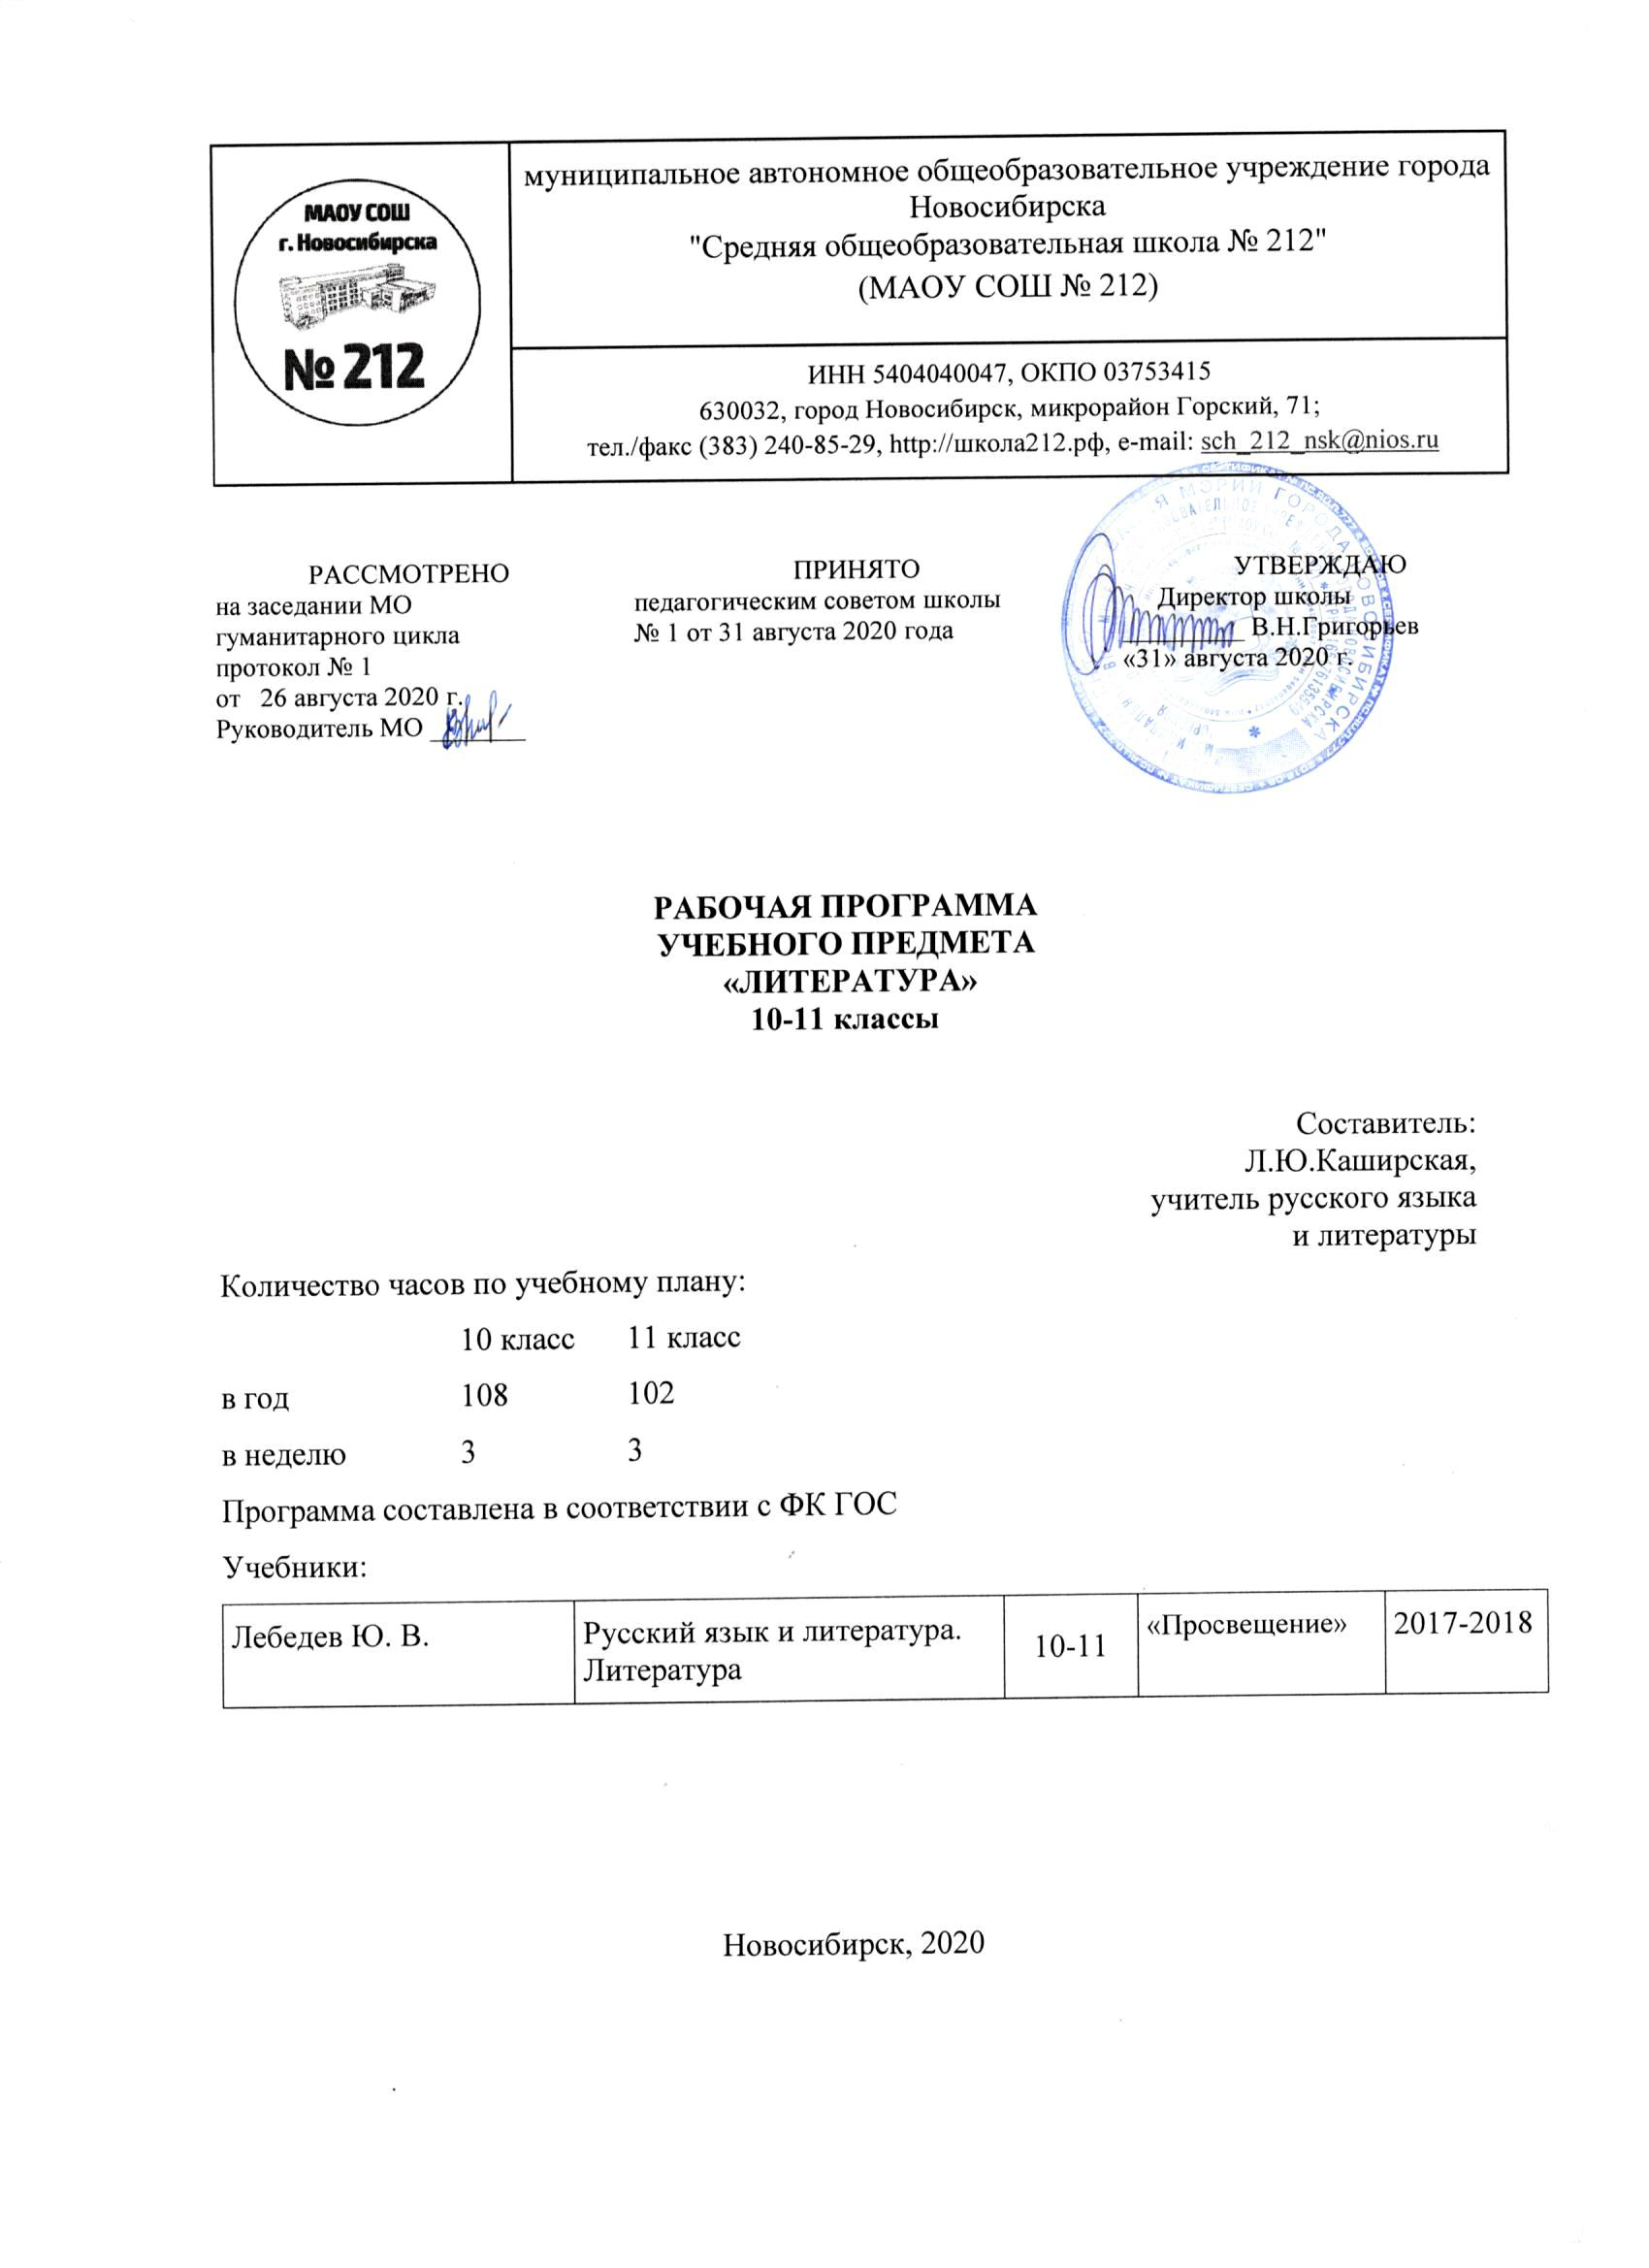 МАОУ СОШ
г. Новосибирска
№ 212
муниципальное автономное общеобразовательное учреждение города
Новосибирска
"Средняя общеобразовательная школа № 212"
(МАОУ СОШ № 212)
ИНН 5404040047, ОКПО 03753415
630032, город Новосибирск, микрорайон Горский, 71;
тел./факс (383) 240-85-29, http://школа212.рф, e-mail: sch_212_nsk@nios.ru
РАССМОТРЕНО
на заседании МО
гуманитарного цикла
протокол № 1
от 26 августа 2020 г.
Руководитель МО
ПРИНЯТО
педагогическим советом школы
№ 1 от 31 августа 2020 года
УТВЕРЖДАЮ
Директор школы
В.Н.Григорьев
«31» августа 2020 г.
РАБОЧАЯ ПРОГРАММА
УЧЕБНОГО ПРЕДМЕТА
«ЛИТЕРАТУРА»
10-11 классы
Составитель:
Л.Ю.Каширская,
учитель русского языка
и литературы
Количество часов по учебному плану:
10 класс 11 класс
в год 108 102
в неделю 3 3
Программа составлена в соответствии с ФК ГОС
Учебники:
Лебедев Ю. В. Русский язык и литература. 10-11 «Просвещение» 2017-2018
Литература
Новосибирск, 2020